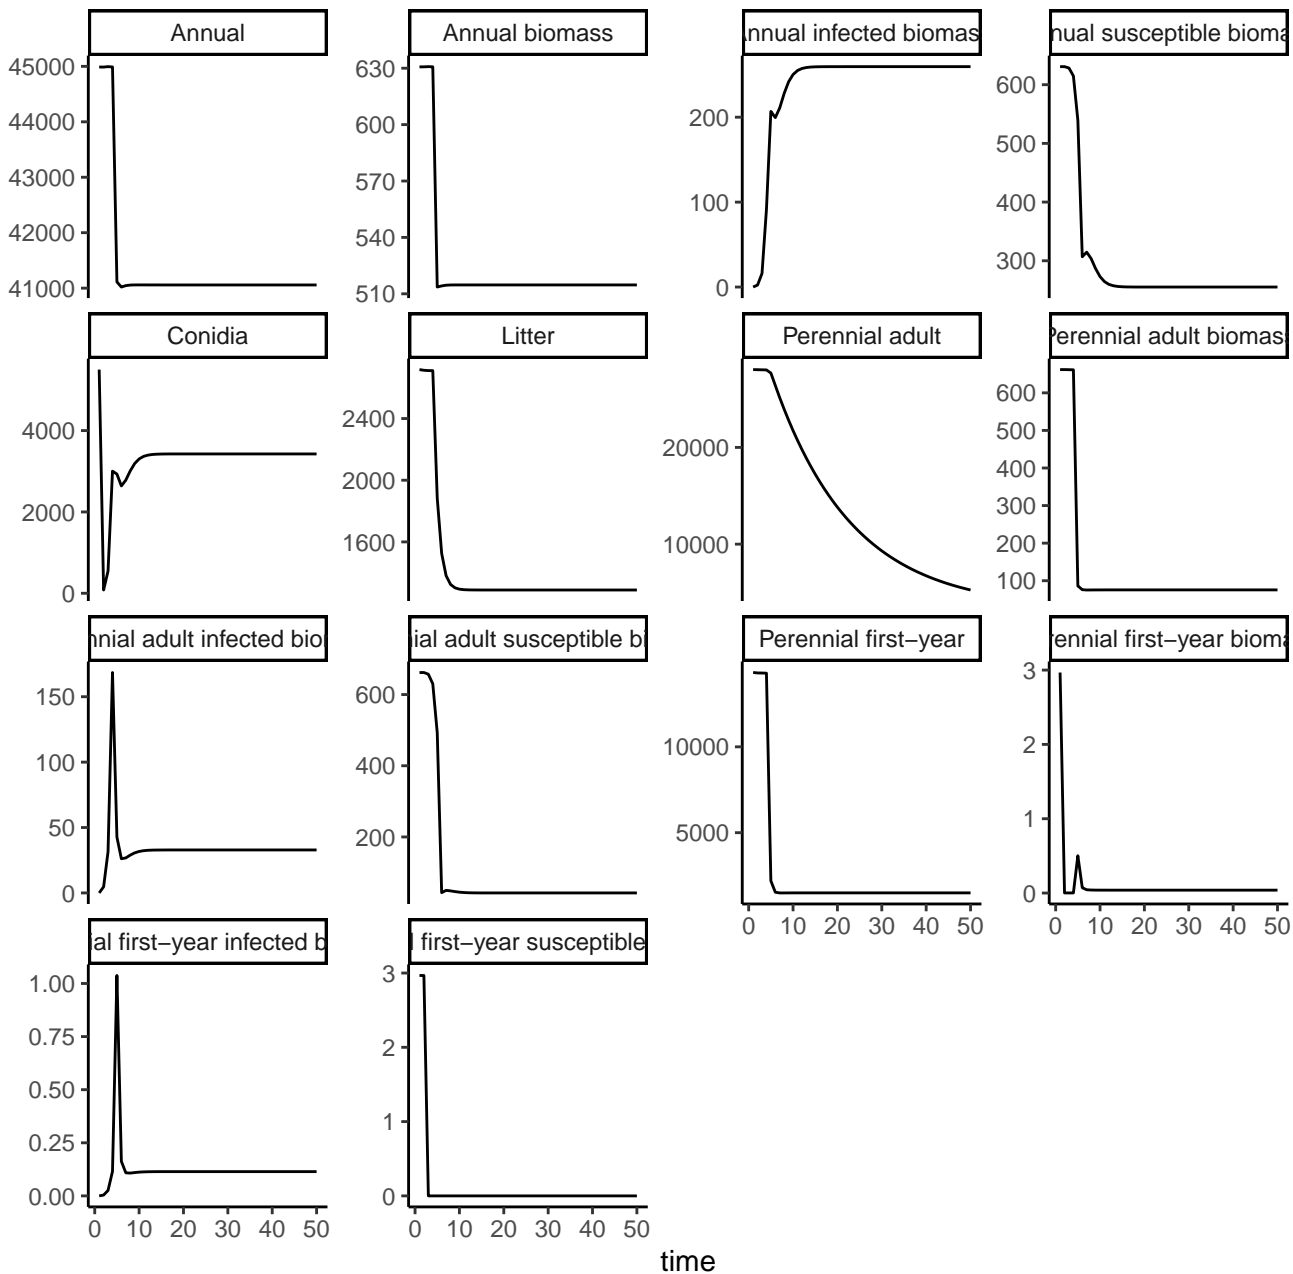 Annual
Annual biomass
nnual infected biomas
nual susceptible bioma
45000
44000
43000
42000
41000
630
600
570
540
510
200
100
0
600
500
400
300
Conidia
Litter
Perennial adult
Perennial adult biomas
4000
2000
0
2400
2000
1600
20000
10000
600
500
400
300
200
100
nnial adult infected bio
ial adult susceptible bi
Perennial first−year
rennial first−year bioma
150
100
50
0
600
400
200
10000
5000
3
2
1
0
0 10 20 30 40 50
0 10 20 30 40 50
ial first−year infected b
first−year susceptible
1.00
0.75
0.50
0.25
0.00
3
2
1
0
0 10 20 30 40 50
0 10 20 30 40 50
time